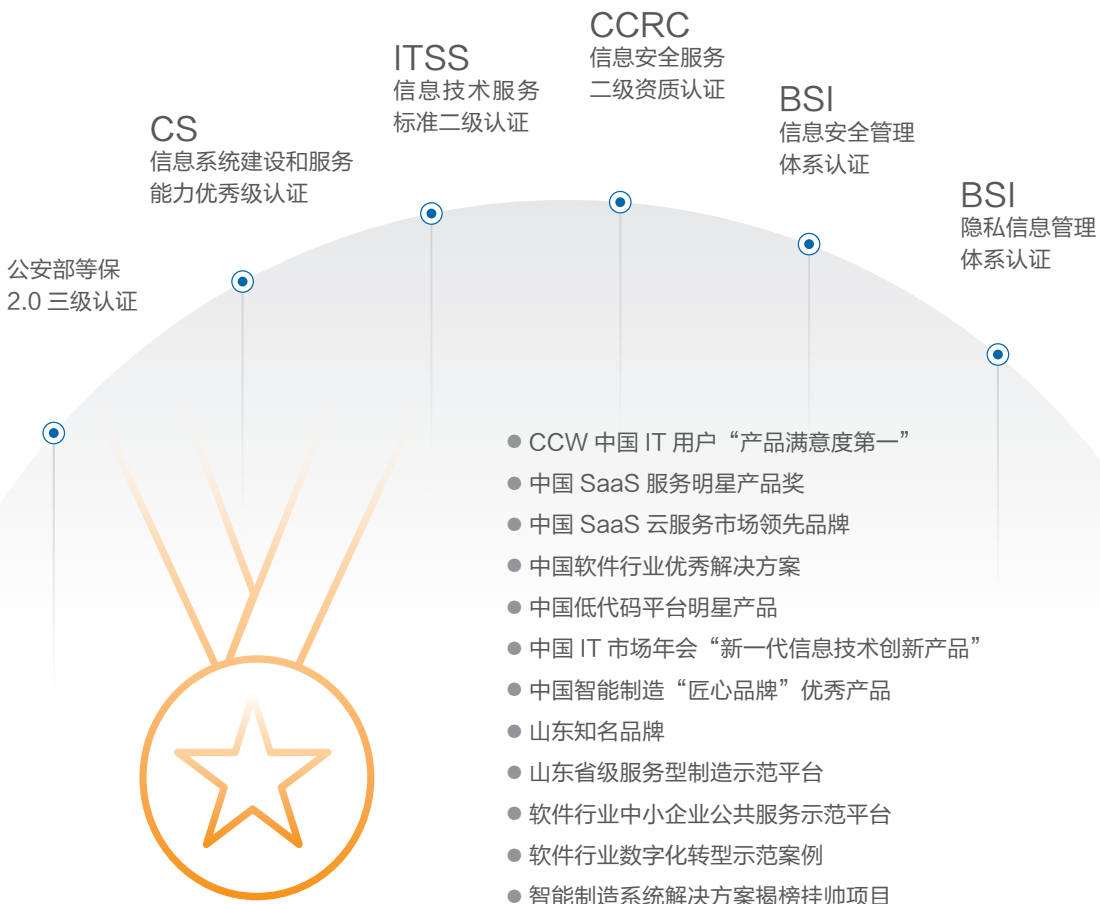 公安部等保
2.0 三级认证
CS
信息系统建设和服务
能力优秀级认证
ITSS
信息技术服务
标准二级认证
CCRC
信息安全服务
二级资质认证
BSI
信息安全管理
体系认证
BSI
隐私信息管理
体系认证
● CCW 中国 IT 用户“产品满意度第一”
● 中国 SaaS 服务明星产品奖
● 中国 SaaS 云服务市场领先品牌
● 中国软件行业优秀解决方案
● 中国低代码平台明星产品
● 中国 IT 市场年会“新一代信息技术创新产品”
● 中国智能制造“匠心品牌”优秀产品
● 山东知名品牌
● 山东省级服务型制造示范平台
● 软件行业中小企业公共服务示范平台
● 软件行业数字化转型示范案例
● 智能制造系统解决方案揭榜挂帅项目